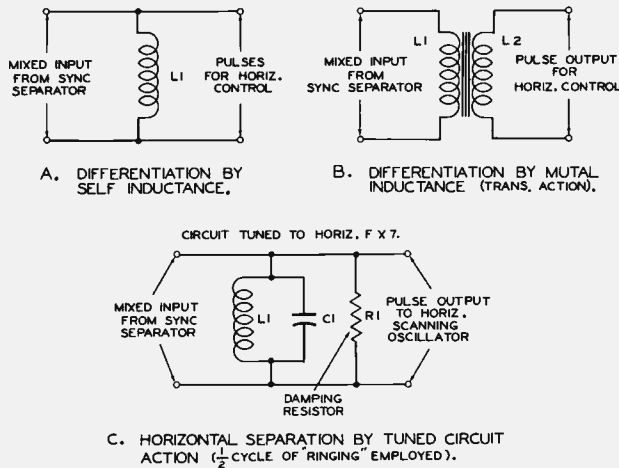 MIXED INPUT
FROM SYNC
SEPARATOR
L1
PULSES
FOR HORIZ.
CONTROL
A. DIFFERENTIATION BY
SELF INDUCTANCE.
MIXED INPUT
FROM
SYNC SEPARATOR
L1
L2
PULSE OUTPUT
FOR
HORIZ. CONTROL
B. DIFFERENTIATION BY MUTAL
INDUCTANCE (TRANS. ACTION).
CIRCUIT TUNED TO HORIZ. F X 7.
MIXED INPUT
FROM SYNC
SEPARATOR
L1
C1
R1
PULSE OUTPUT
TO HORIZ.
SCANNING
OSCILLATOR
DAMPING
RESISTOR
C. HORIZONTAL SEPARATION BY TUNED CIRCUIT
ACTION (½ CYCLE OF "RINGING" EMPLOYED).